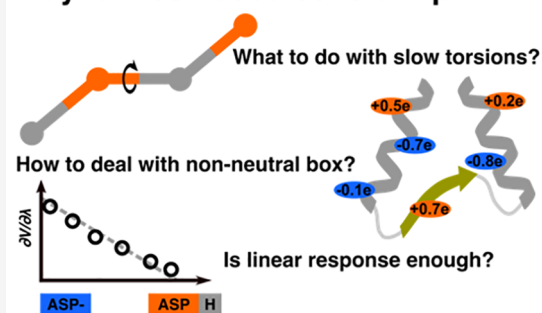 What to do with slow torsions?
+0.5e
+0.2e
-0.7e
-0.8e
-0.1e
+0.7e
How to deal with non-neutral box?
∂V/∂λ
Is linear response enough?
ASP-
ASP H